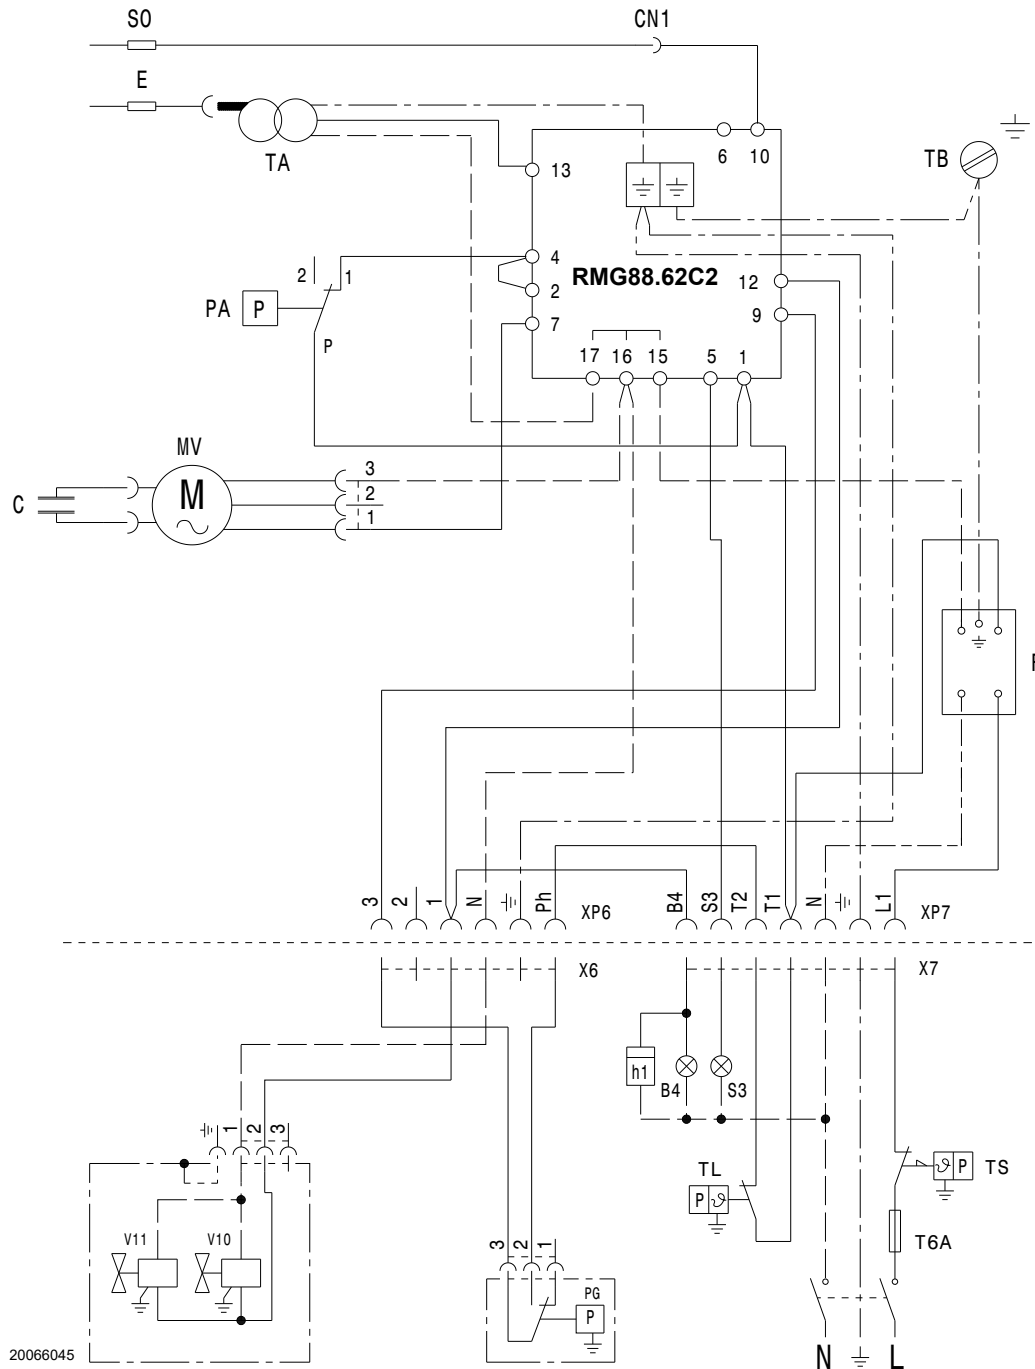 SO
CN1
E
TA
6 10
TB
13
4
2 1
RMG88.62C2
12
PA P
2
9
P
7
17 16 15 5 1
MV
3
M
2
C
1
3
2
1
N
Ph
XP6
B4
S3
T2
T1
N
L1
XP7
X6
X7
h1
B4
S3
1
2
3
TL
P ϑ
ϑ P
TS
V11
V10
3
2
1
T6A
PG
P
20066045
N
L